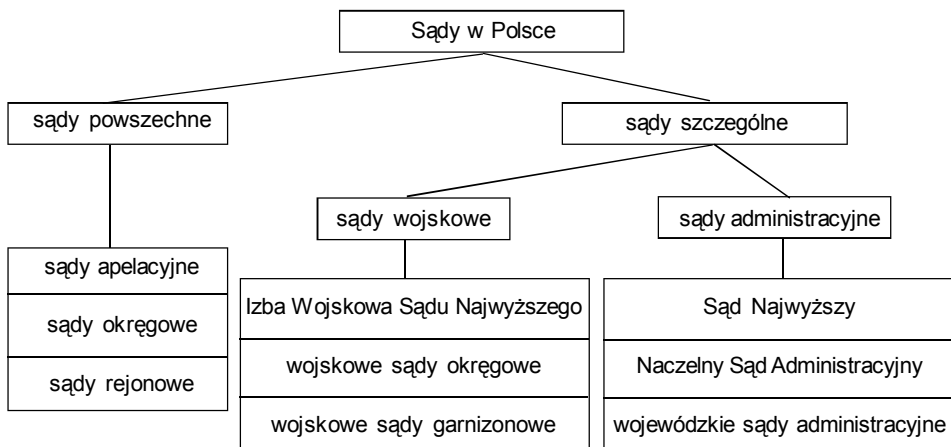 Sądy w Polsce
sądy powszechne
sądy szczególne
sądy wojskowe
sądy administracyjne
sądy apelacyjne
sądy okręgowe
sądy rejonowe
Izba Wojskowa Sądu Najwyższego
wojskowe sądy okręgowe
wojskowe sądy garnizonowe
Sąd Najwyższy
Naczelny Sąd Administracyjny
wojewódzkie sądy administracyjne